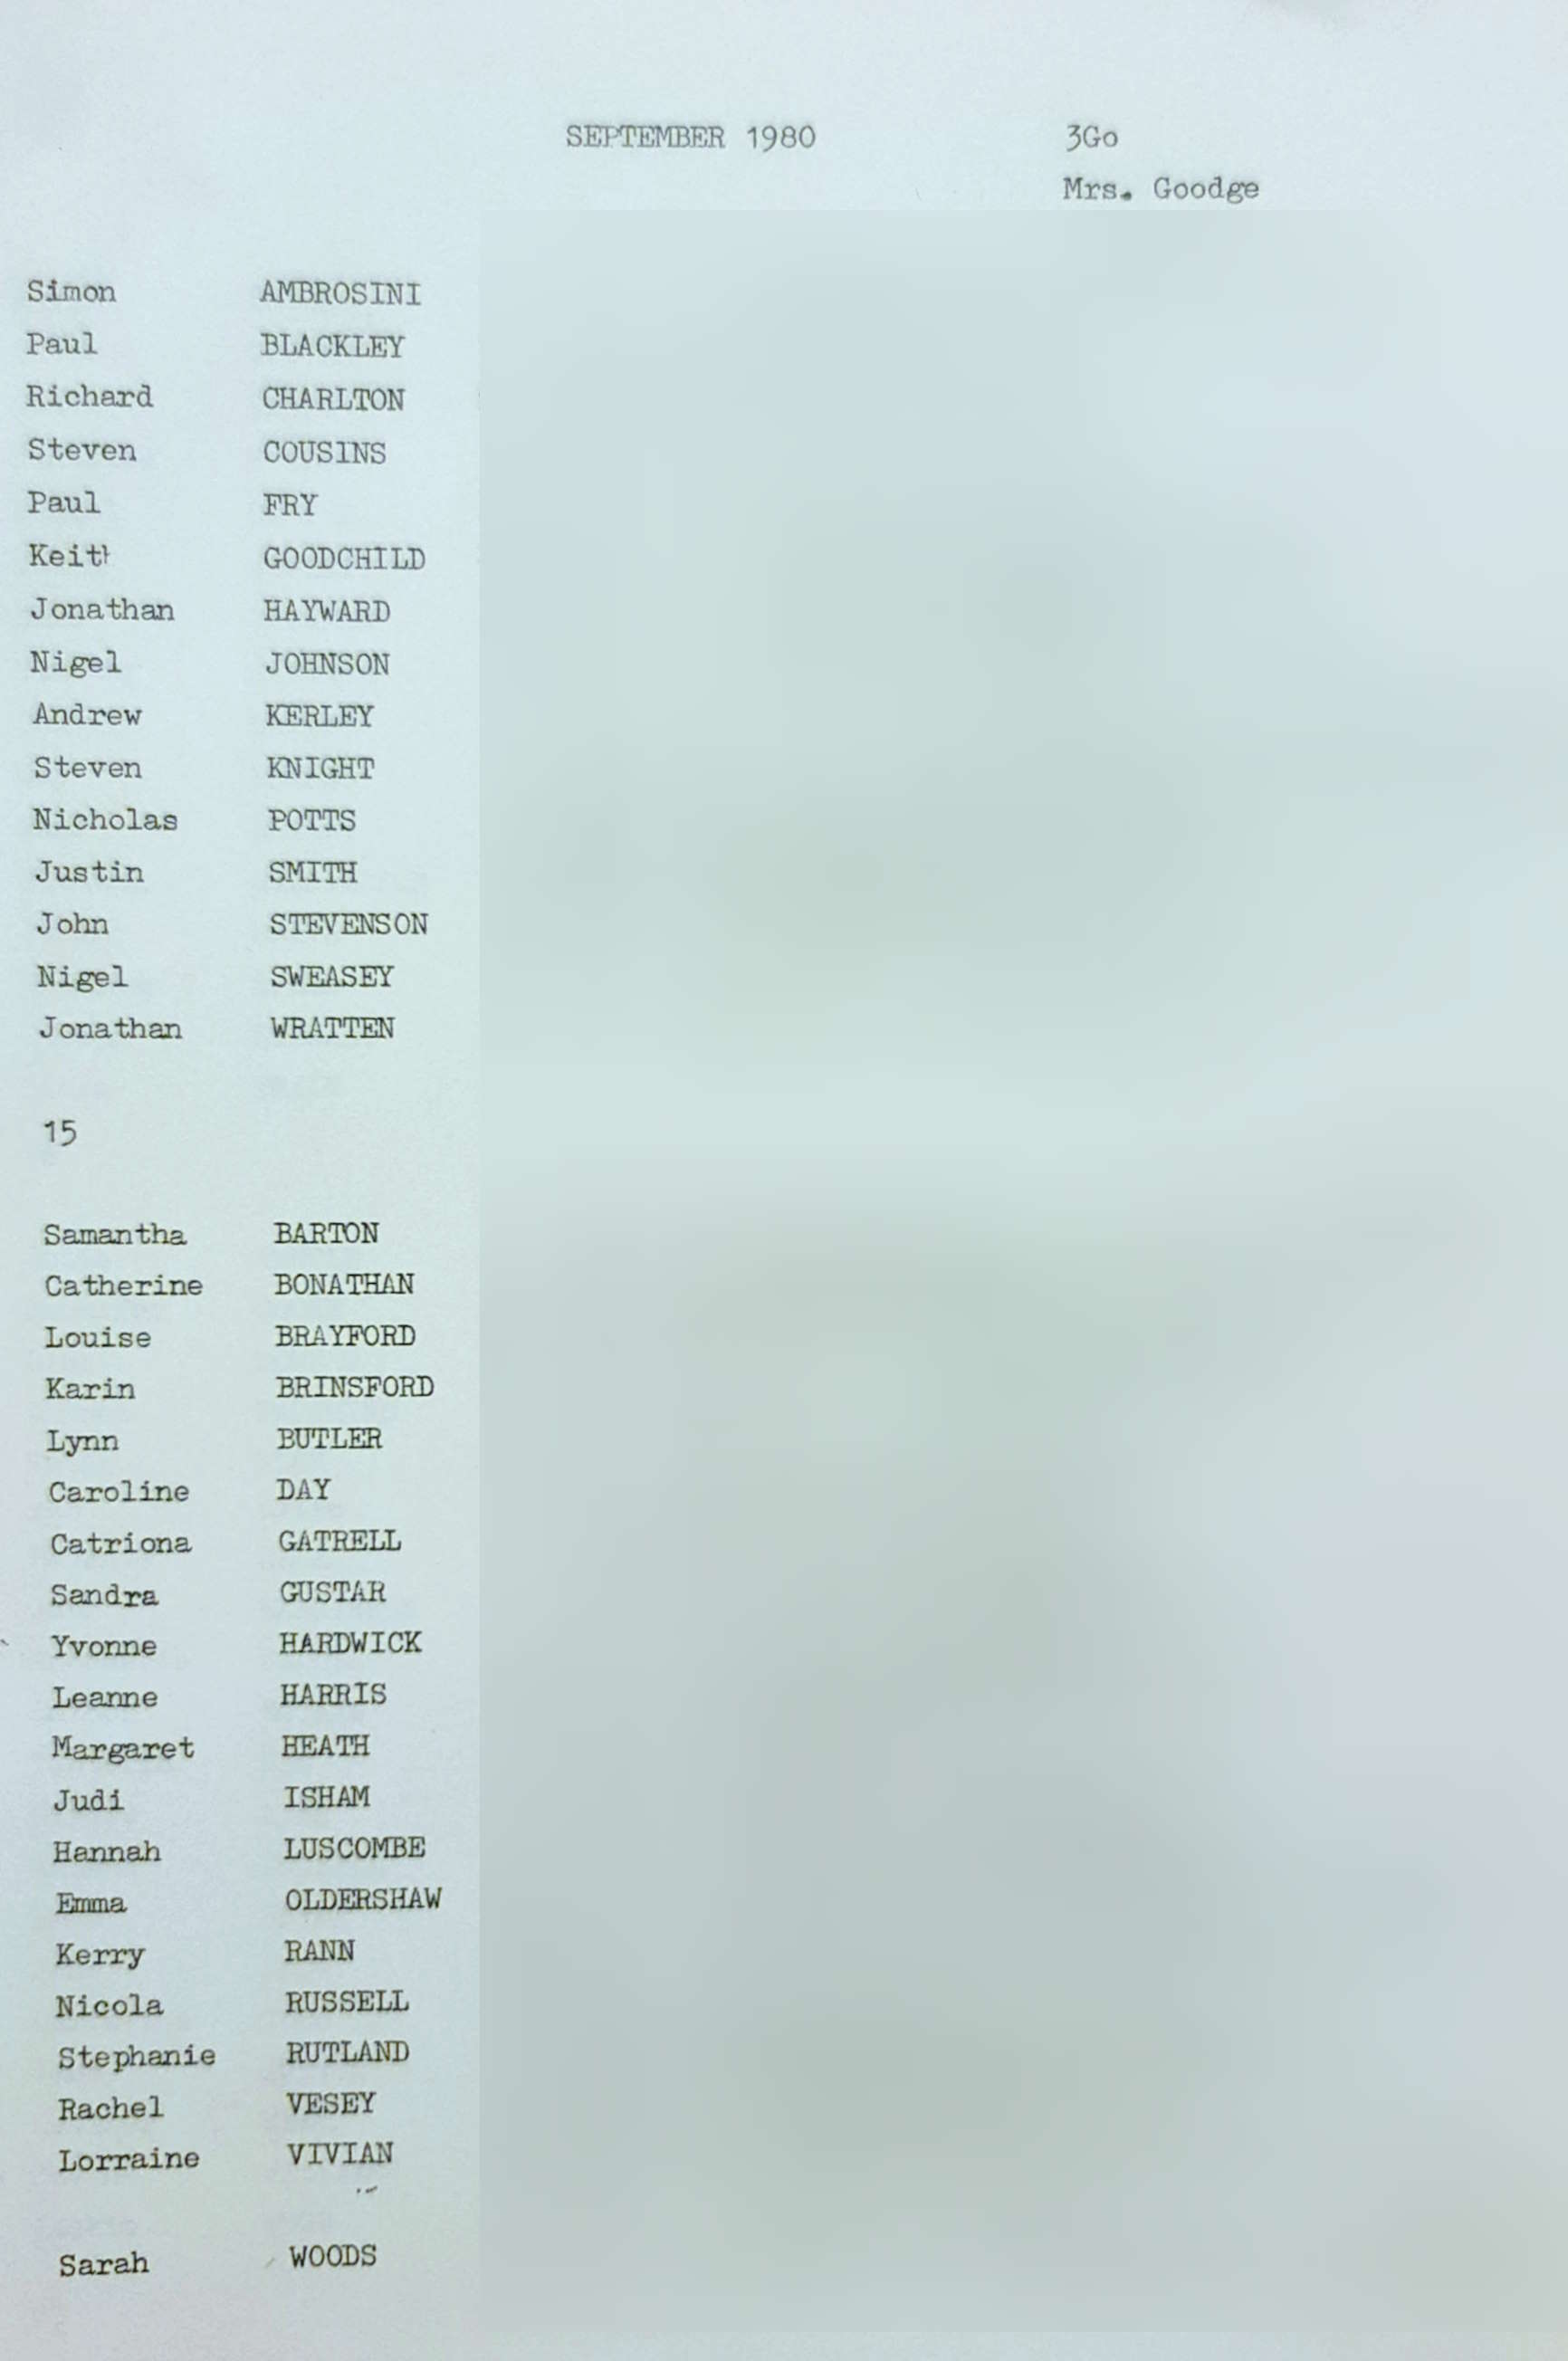 SEPTEMBER 1980 3Go
Mrs. Goodge
Simon AMBROSINI
Paul BLACKLEY
Richard CHARLTON
Steven COUSINS
Paul FRY
Keith GOODCHILD
Jonathan HAYWARD
Nigel JOHNSON
Andrew KERLEY
Steven KNIGHT
Nicholas POTTS
Justin SMITH
John STEVENSON
Nigel SWEASEY
Jonathan WRATTEN
15
Samantha BARTON
Catherine BONATHAN
Louise BRAYFORD
Karin BRINSFORD
Lynn BUTLER
Caroline DAY
Catriona GATRELL
Sandra GUSTAR
Yvonne HARDWICK
Leanne HARRIS
Margaret HEATH
Judi ISHAM
Hannah LUSCOMBE
Emma OLDERSHAW
Kerry RANN
Nicola RUSSELL
Stephanie RUTLAND
Rachel VESEY
Lorraine VIVIAN
Sarah WOODS